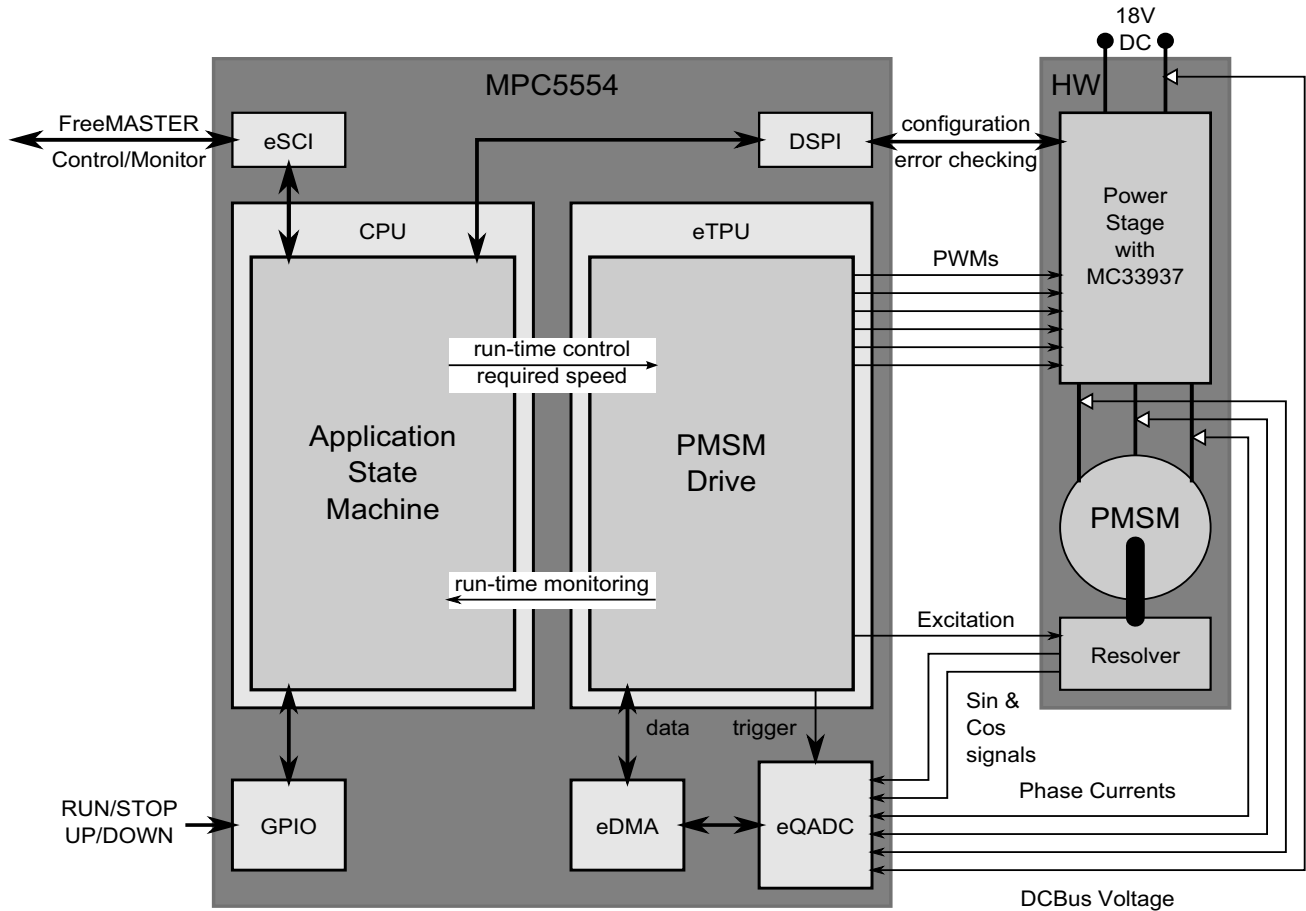 18V
DC
MPC5554
HW
FreeMASTER
Control/Monitor
eSCI
DSPI
configuration
error checking
CPU
eTPU
Power
Stage
with
MC33937
PWMs
run-time control
required speed
Application
State
Machine
PMSM
Drive
PMSM
run-time monitoring
Excitation
Resolver
data
trigger
Sin &
Cos
signals
RUN/STOP
UP/DOWN
GPIO
eDMA
eQADC
Phase Currents
DCBus Voltage